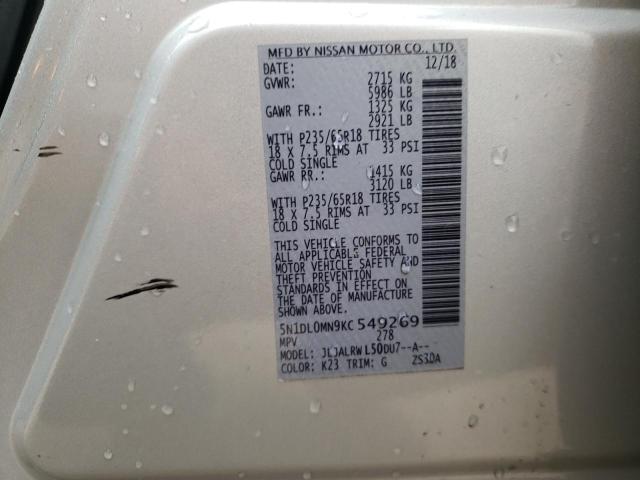 MFD BY NISSAN MOTOR CO., LTD.
DATE: 12/18
GVWR: 2715 KG
5986 LB
GAWR FR.: 1325 KG
2921 LB
WITH P235/65R18 TIRES
18 X 7.5 RIMS AT 33 PSI
COLD SINGLE
GAWR RR.: 1415 KG
3120 LB
WITH P235/65R18 TIRES
18 X 7.5 RIMS AT 33 PSI
COLD SINGLE
THIS VEHICLE CONFORMS TO
ALL APPLICABLE FEDERAL
MOTOR VEHICLE SAFETY AND
THEFT PREVENTION
STANDARDS IN EFFECT ON
THE DATE OF MANUFACTURE
SHOWN ABOVE.
5N1DL0MN9KC 549269
MPV 278
MODEL: JLJALRWL50DU7--A--
COLOR: K23 TRIM: G ZS30A